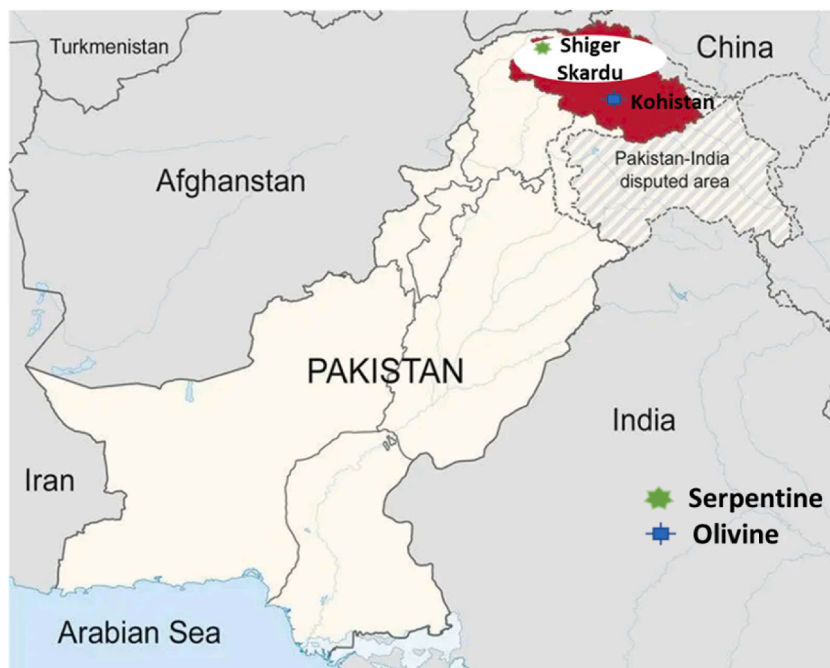 Turkmenistan
China
Shiger
Skardu
Kohistan
Pakistan-India
disputed area
Afghanstan
PAKISTAN
India
Iran
Serpentine
Olivine
Arabian Sea